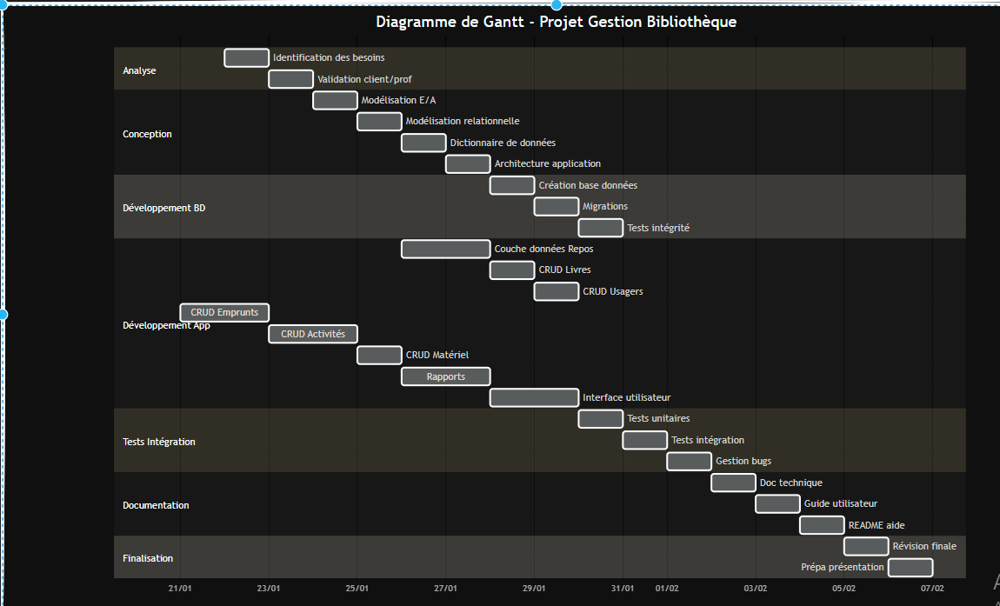 Diagramme de Gantt - Projet Gestion Bibliothèque
Analyse
Identification des besoins
Validation client/prof
Conception
Modélisation E/A
Modélisation relationnelle
Dictionnaire de données
Architecture application
Développement BD
Création base données
Migrations
Tests intégrité
Développement App
Couche données Repos
CRUD Livres
CRUD Usagers
CRUD Emprunts
CRUD Activités
CRUD Matériel
Rapports
Interface utilisateur
Tests Intégration
Tests unitaires
Tests intégration
Gestion bugs
Documentation
Doc technique
Guide utilisateur
README aide
Finalisation
Révision finale
Prépa présentation
21/01 23/01 25/01 27/01 29/01 31/01 01/02 03/02 05/02 07/02